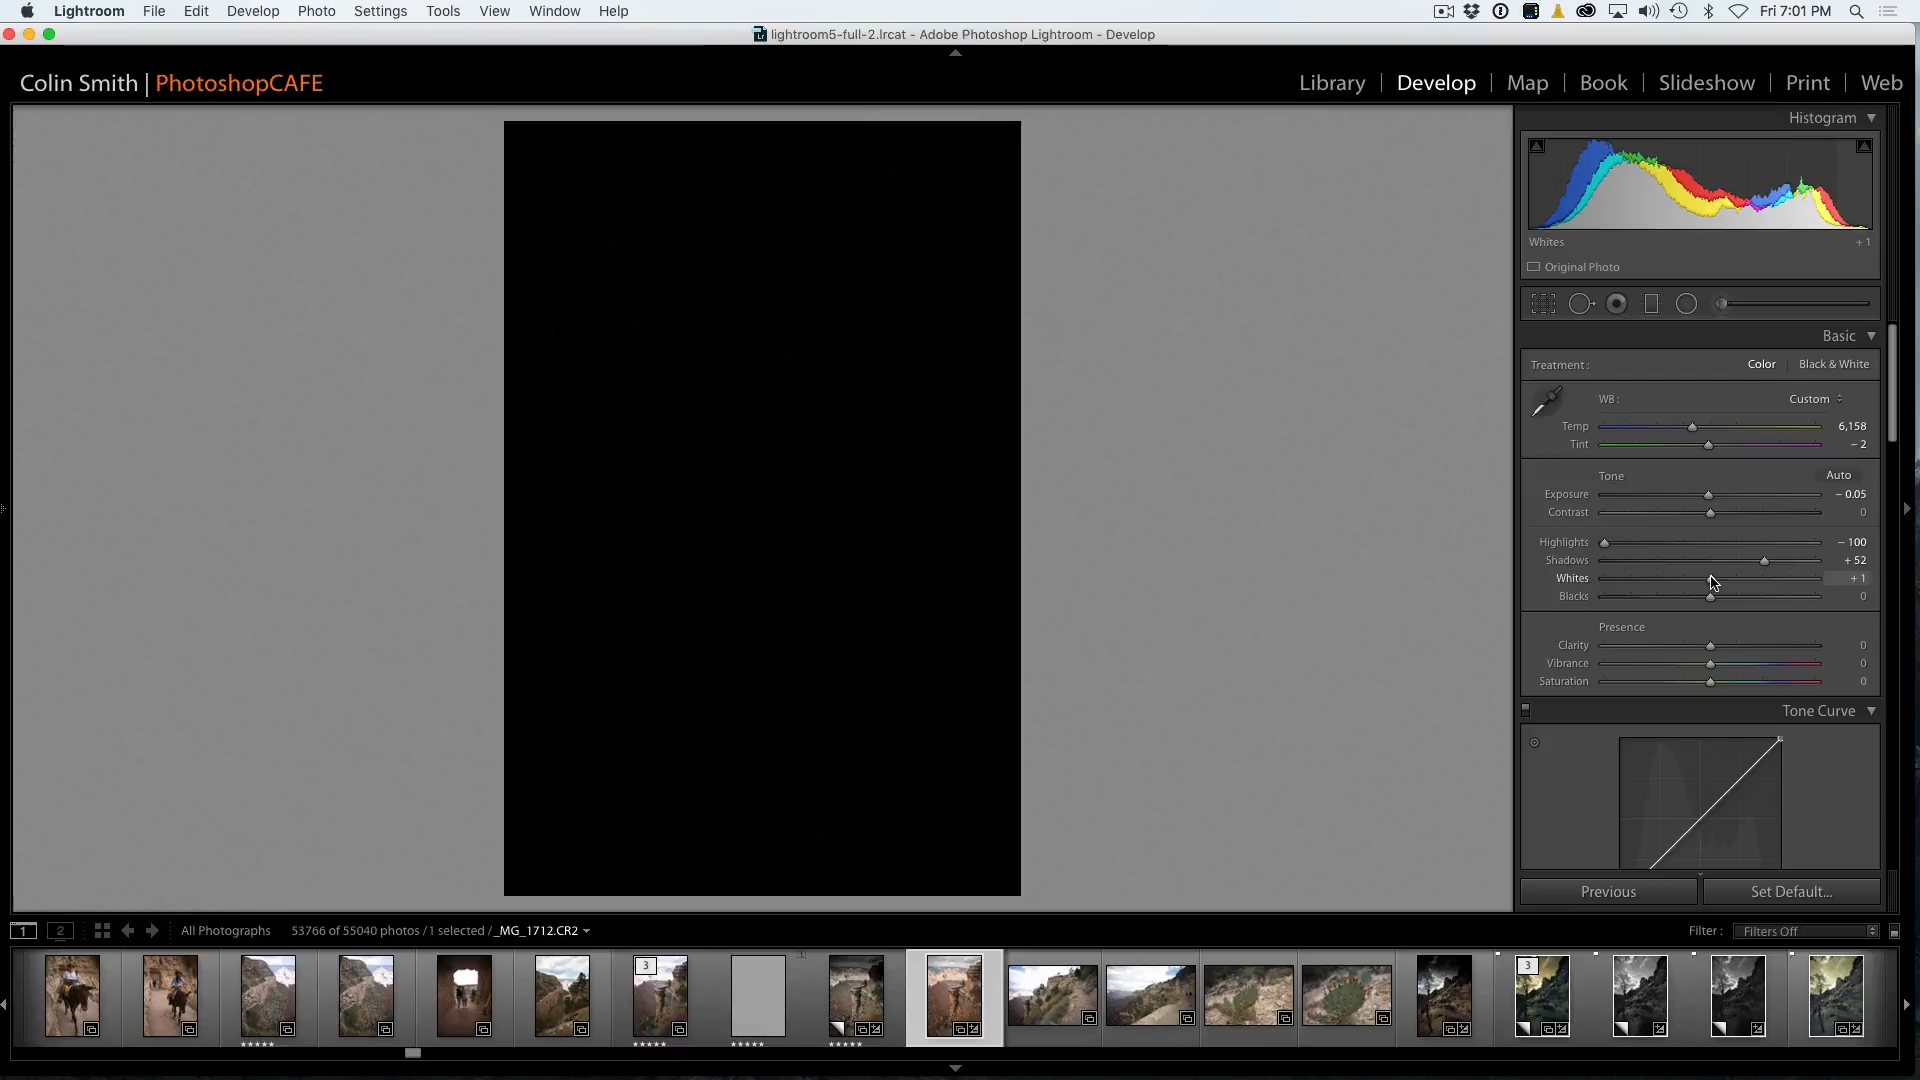 Lightroom File Edit Develop Photo Settings Tools View Window Help Fri 7:01 PM
lightroom5-full-2.lrcat - Adobe Photoshop Lightroom - Develop
Colin Smith | PhotoshopCAFE
Library | Develop | Map | Book | Slideshow | Print | Web
Histogram
Whites + 1
Original Photo
Basic
Treatment : Color | Black & White
WB : Custom
Temp 6,158
Tint − 2
Tone Auto
Exposure − 0.05
Contrast 0
Highlights − 100
Shadows + 52
Whites + 1
Blacks 0
Presence
Clarity 0
Vibrance 0
Saturation 0
Tone Curve
Previous Set Default...
1 2 All Photographs 53766 of 55040 photos / 1 selected / _MG_1712.CR2 Filter : Filters Off
3 3